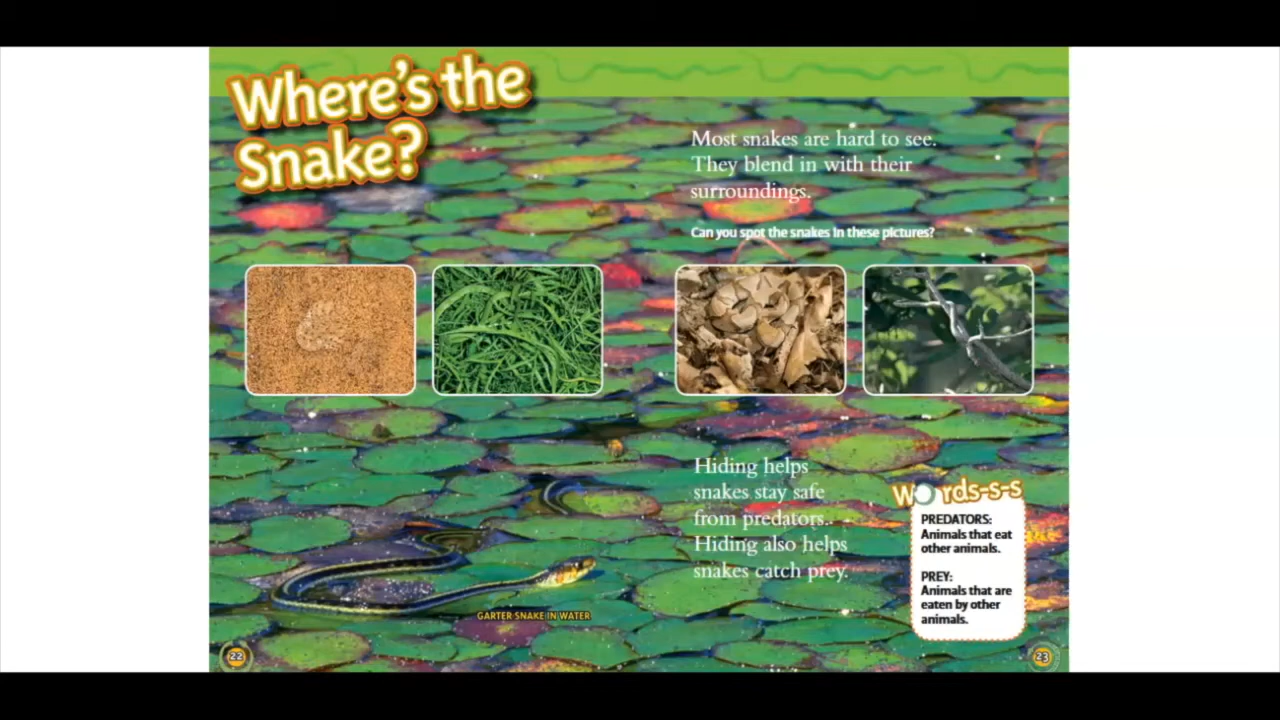 Where's the
Snake?
Most snakes are hard to see.
They blend in with their
surroundings.
Can you spot the snakes in these pictures?
Hiding helps
snakes stay safe
from predators.
Hiding also helps
snakes catch prey.
Words-s-s
PREDATORS:
Animals that eat
other animals.
PREY:
Animals that are
eaten by other
animals.
GARTER SNAKE IN WATER
22
23